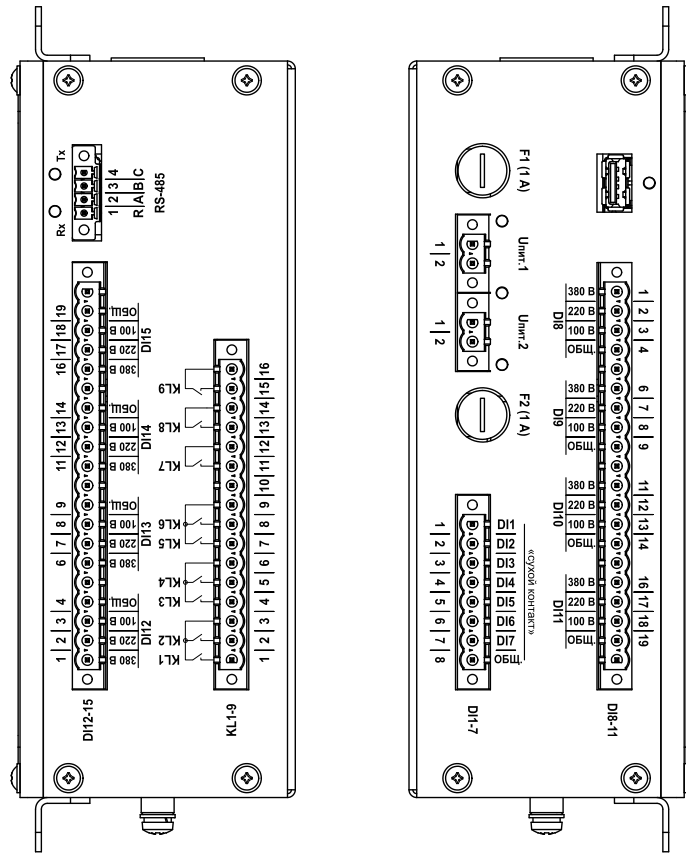 Rx
Tx
1 | 2 | 3 | 4
R | A | B | C
RS-485
1 | 2 | 3 | 4
6 | 7 | 8 | 9
11 | 12 | 13 | 14
16 | 17 | 18 | 19
380 В | 220 В | 100 В | ОБЩ.
DI12
380 В | 220 В | 100 В | ОБЩ.
DI13
380 В | 220 В | 100 В | ОБЩ.
DI14
380 В | 220 В | 100 В | ОБЩ.
DI15
DI12-15
KL1
KL2
KL3
KL4
KL5
KL6
KL7
KL8
KL9
1 | 2 | 3 | 4 | 5 | 6 | 7 | 8 | 9 | 10 | 11 | 12 | 13 | 14 | 15 | 16
KL1-9
F1 (1 А)
1 | 2
Uпит.1
1 | 2
Uпит.2
F2 (1 А)
1 | 2 | 3 | 4 | 5 | 6 | 7 | 8
DI1 | DI2 | DI3 | DI4 | DI5 | DI6 | DI7 | ОБЩ.
«сухой контакт»
DI1-7
DI8
380 В | 220 В | 100 В | ОБЩ.
1 | 2 | 3 | 4
DI9
380 В | 220 В | 100 В | ОБЩ.
6 | 7 | 8 | 9
DI10
380 В | 220 В | 100 В | ОБЩ.
11 | 12 | 13 | 14
DI11
380 В | 220 В | 100 В | ОБЩ.
16 | 17 | 18 | 19
DI8-11